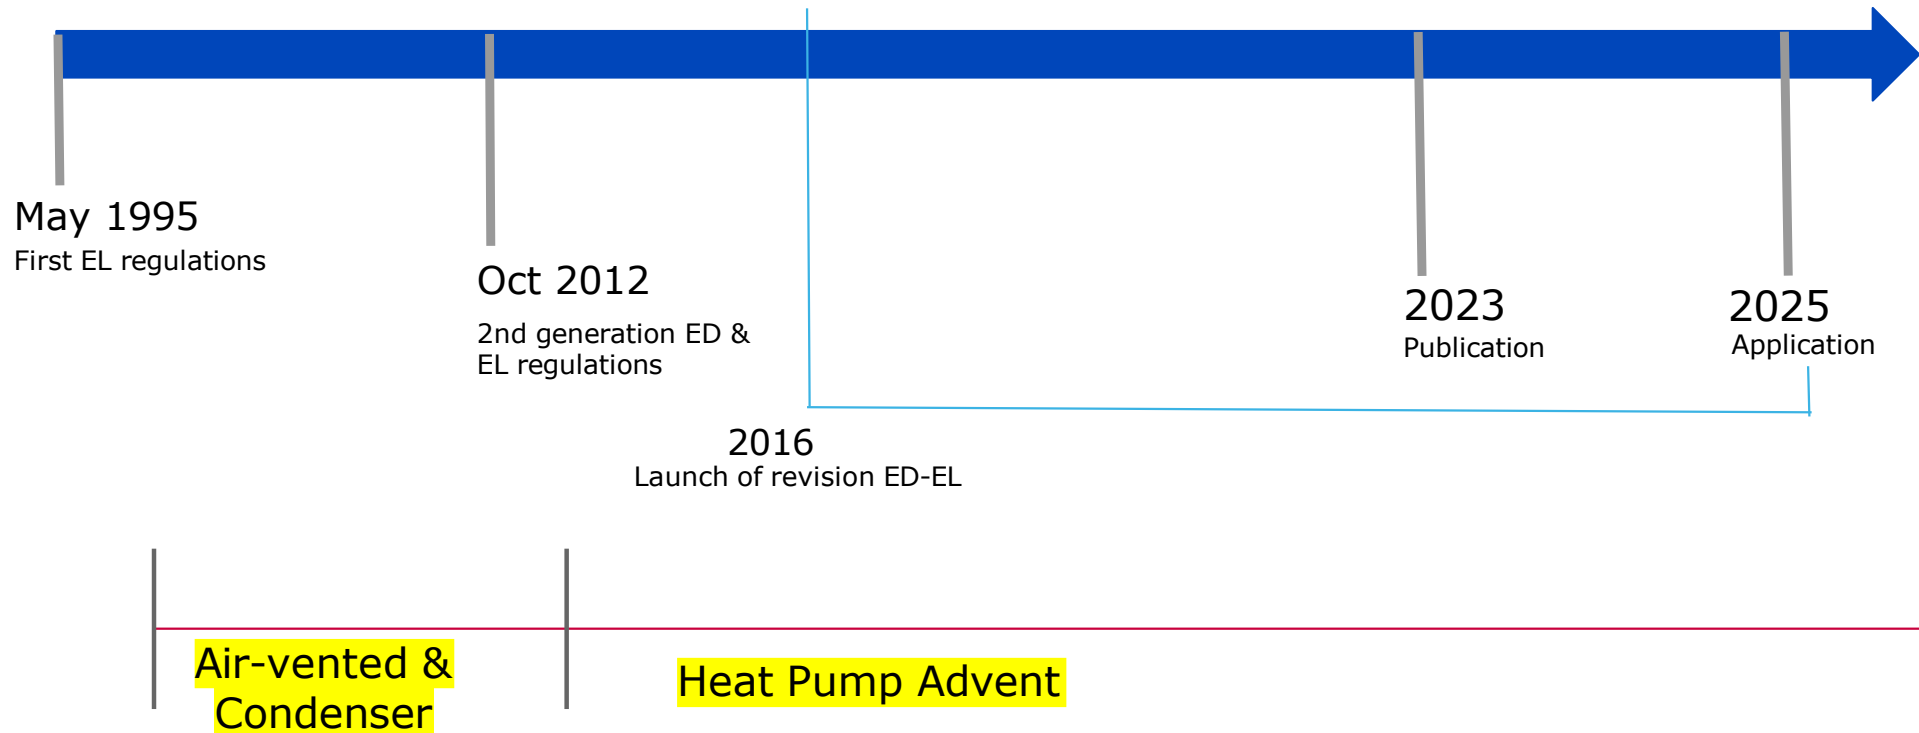 May 1995
First EL regulations
Oct 2012
2nd generation ED &
EL regulations
2016
Launch of revision ED-EL
2023
Publication
2025
Application
Air-vented &
Condenser
Heat Pump Advent